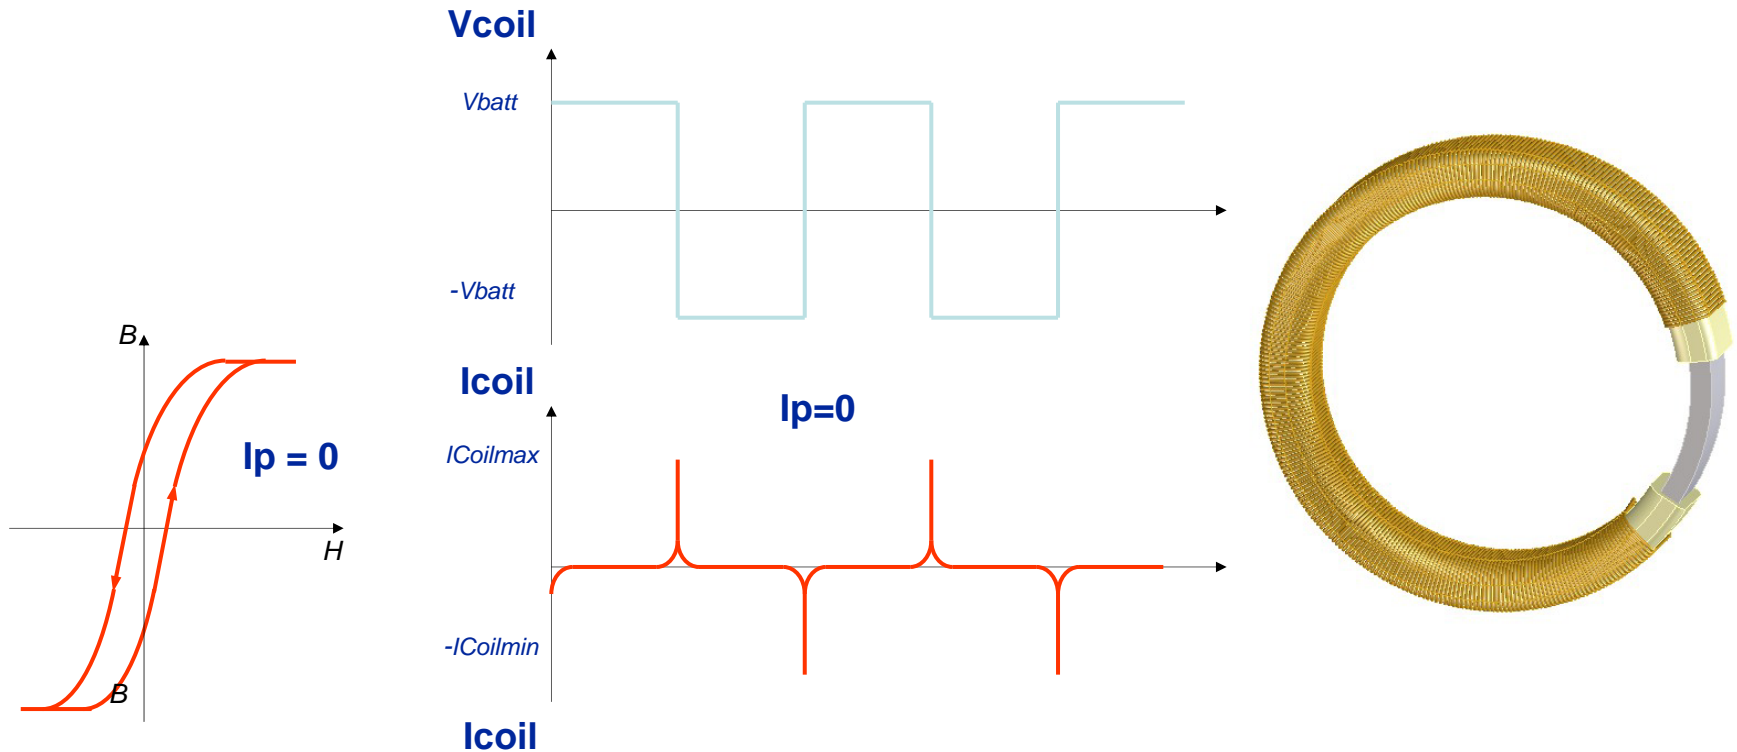 Vcoil
Vbatt
-Vbatt
B
H
Ip = 0
B
Icoil
Ip=0
ICoilmax
-ICoilmin
Icoil